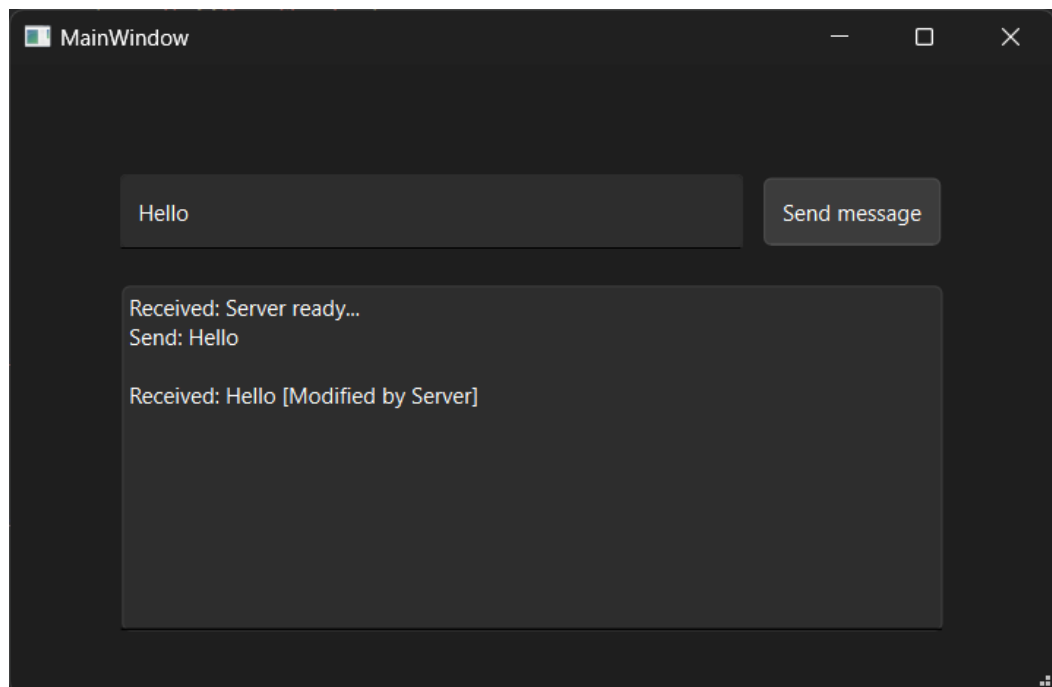 MainWindow
Hello
Send message
Received: Server ready...
Send: Hello
Received: Hello [Modified by Server]